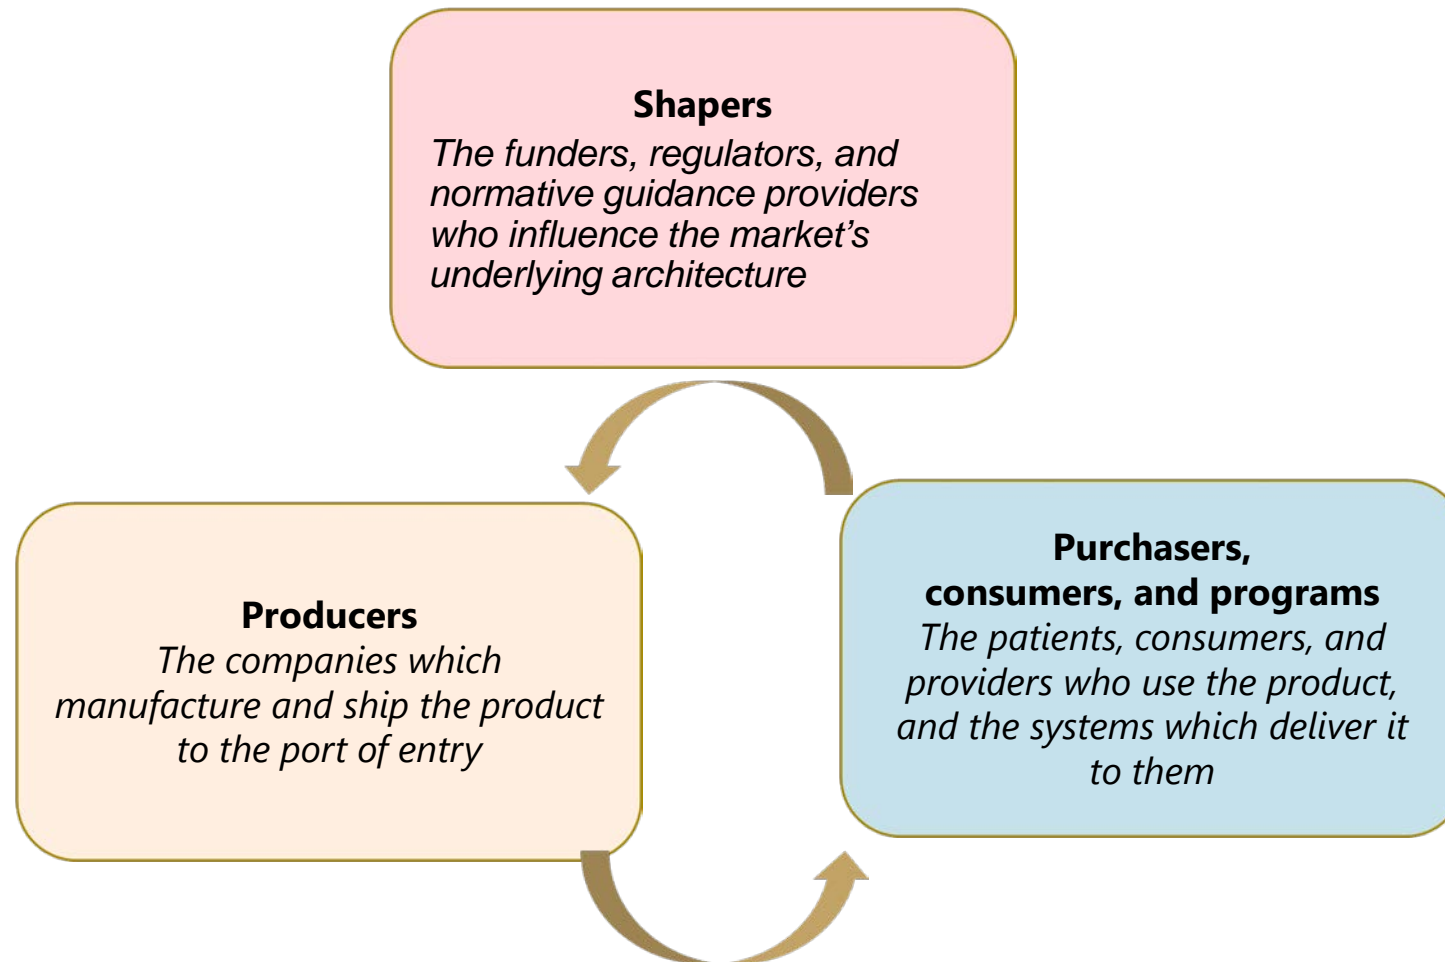 Shapers
The funders, regulators, and
normative guidance providers
who influence the market’s
underlying architecture
Producers
The companies which
manufacture and ship the product
to the port of entry
Purchasers,
consumers, and programs
The patients, consumers, and
providers who use the product,
and the systems which deliver it
to them